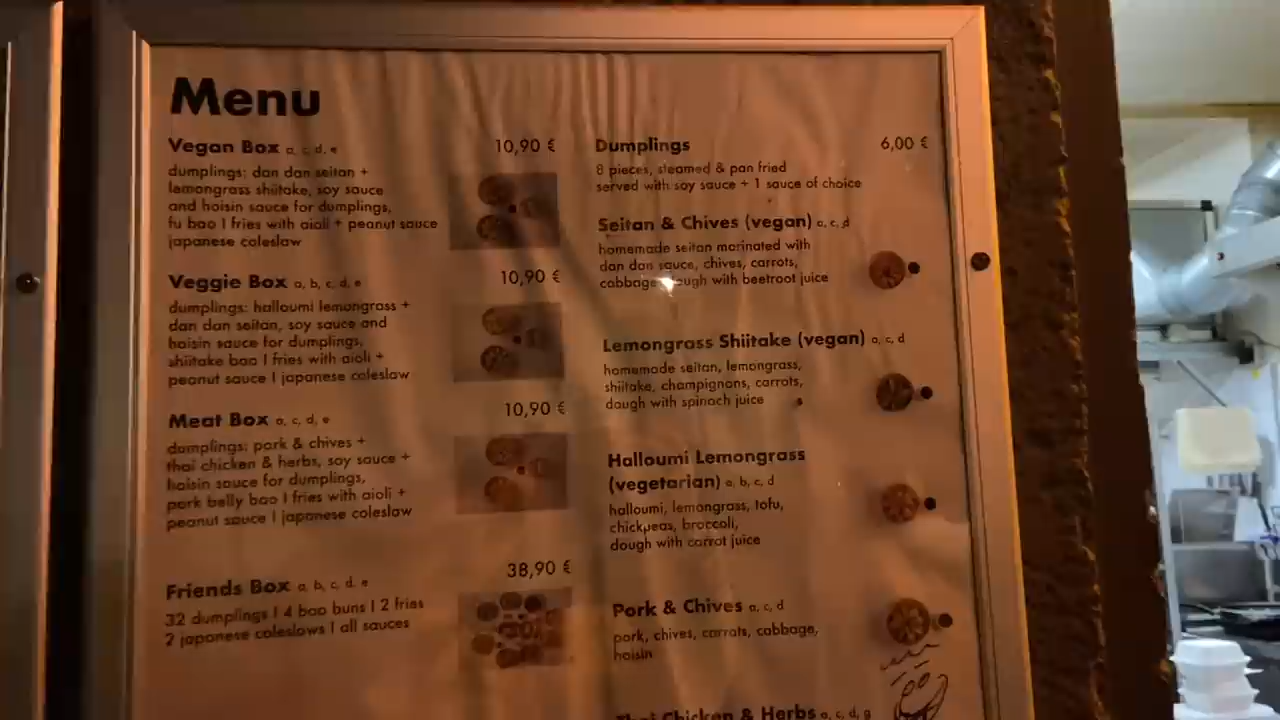 Menu
Vegan Box a, c, d, e 10,90 €
dumplings: dan dan seitan +
lemongrass shiitake, soy sauce
and hoisin sauce for dumplings,
fu bao | fries with aioli + peanut sauce
japanese coleslaw
Veggie Box a, b, c, d, e 10,90 €
dumplings: halloumi lemongrass +
dan dan seitan, soy sauce and
hoisin sauce for dumplings,
shiitake bao | fries with aioli +
peanut sauce | japanese coleslaw
Meat Box a, c, d, e 10,90 €
dumplings: pork & chives +
thai chicken & herbs, soy sauce +
hoisin sauce for dumplings,
pork belly bao | fries with aioli +
peanut sauce | japanese coleslaw
Friends Box a, b, c, d, e 38,90 €
32 dumplings | 4 bao buns | 2 fries
2 japanese coleslaws | all sauces
Dumplings 6,00 €
8 pieces, steamed & pan fried
served with soy sauce + 1 sauce of choice
Seitan & Chives (vegan) a, c, d
homemade seitan marinated with
dan dan sauce, chives, carrots,
cabbage, dough with beetroot juice
Lemongrass Shiitake (vegan) a, c, d
homemade seitan, lemongrass,
shiitake, champignons, carrots,
dough with spinach juice
Halloumi Lemongrass
(vegetarian) a, b, c, d
halloumi, lemongrass, tofu,
chickpeas, broccoli,
dough with carrot juice
Pork & Chives a, c, d
pork, chives, carrots, cabbage,
hoisin
Thai Chicken & Herbs a, c, d, g